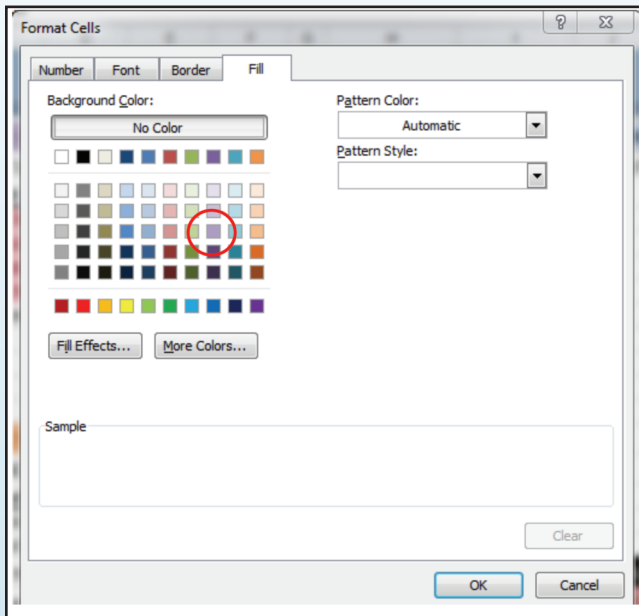 Format Cells
Number Font Border Fill
Background Color:
No Color
Pattern Color:
Automatic
Pattern Style:
Fill Effects... More Colors...
Sample
Clear
OK Cancel